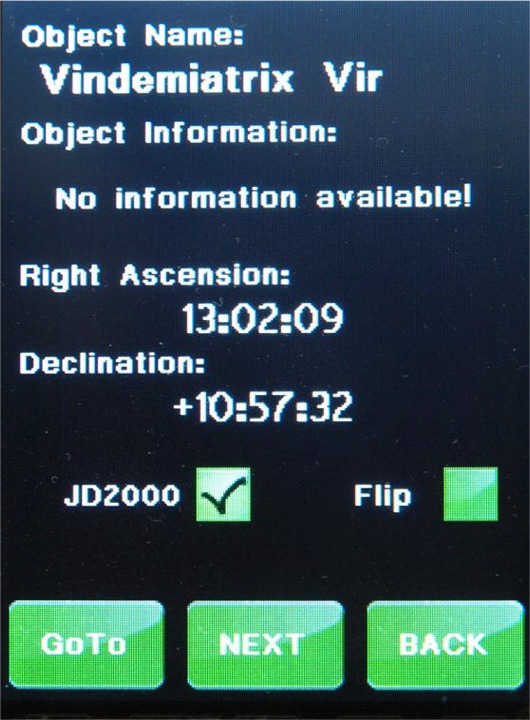 Object Name:
Vindemiatrix Vir
Object Information:
No information available!
Right Ascension:
13:02:09
Declination:
+10:57:32
JD2000 Flip
GoTo NEXT BACK